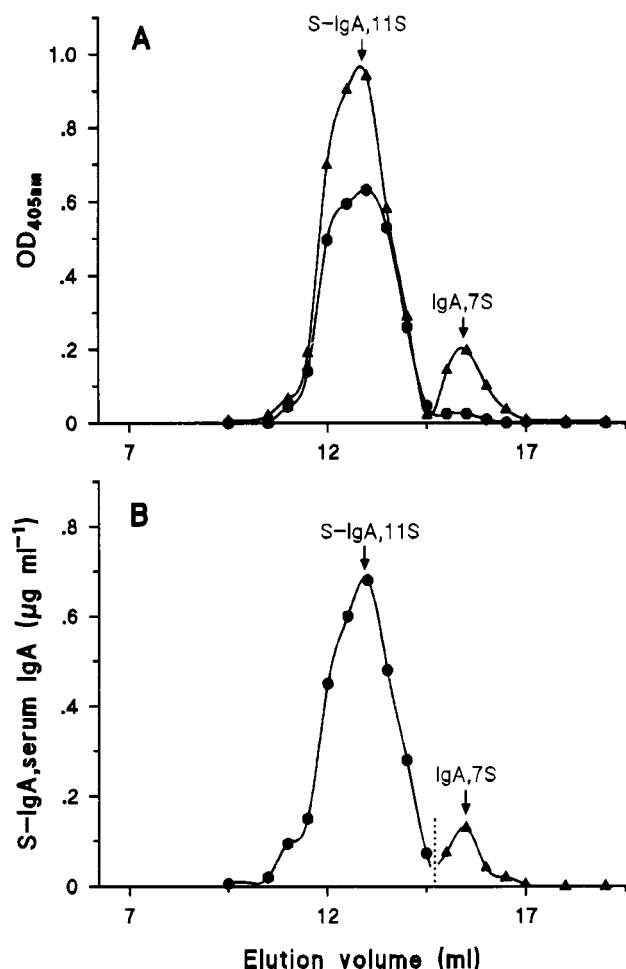 A
S-IgA,11S
1.0
.8
.6
.4
.2
0
OD405nm
IgA,7S
7
12
17
B
S-IgA,11S
.8
.6
.4
.2
0
S-IgA,serum IgA (µg ml⁻¹)
IgA,7S
7
12
17
Elution volume (ml)